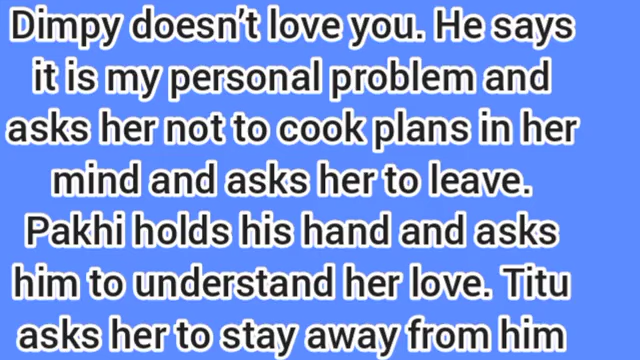 Dimpy doesn’t love you. He says
it is my personal problem and
asks her not to cook plans in her
mind and asks her to leave.
Pakhi holds his hand and asks
him to understand her love. Titu
asks her to stay away from him